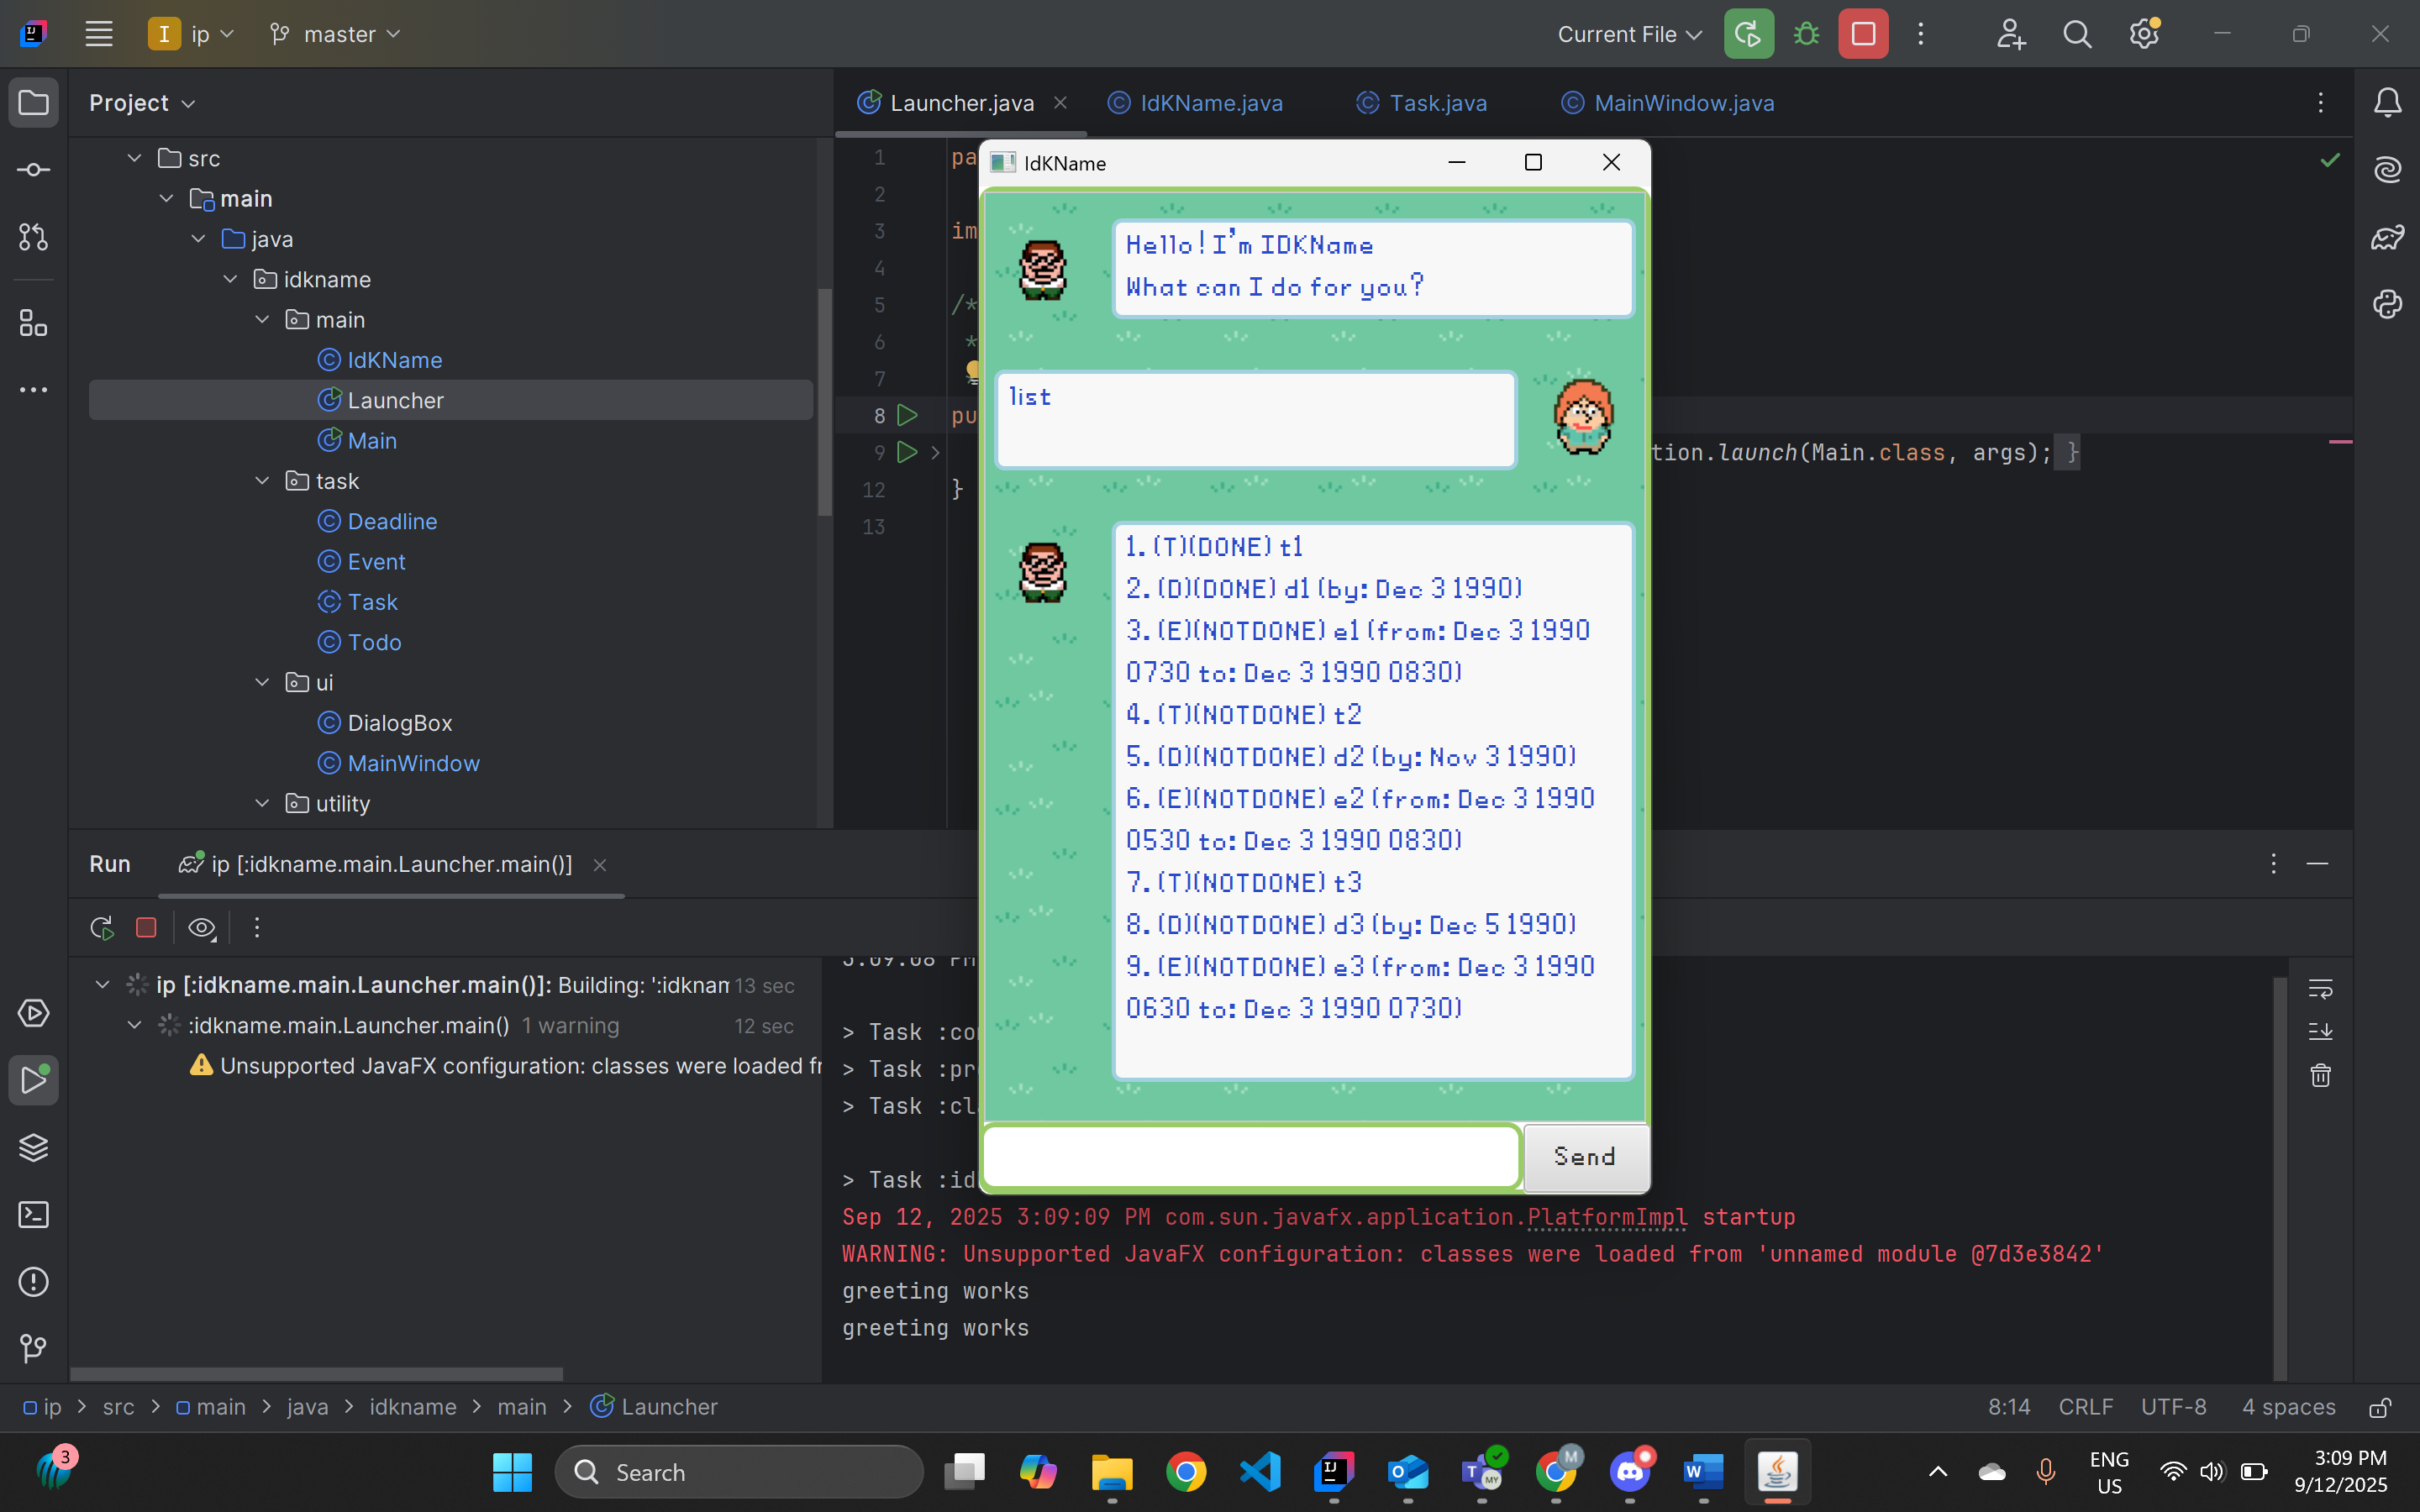 I ip master Current File
Project
Launcher.java IdKName.java Task.java MainWindow.java
src
main
java
idkname
main
IdKName
Launcher
Main
task
Deadline
Event
Task
Todo
ui
DialogBox
MainWindow
utility
1 pa
2
3 im
4
5 /*
6 *
7
8 pu
9 tion.launch(Main.class, args); }
12 }
13
IdKName
Hello! I'm IDKName
What can I do for you?
list
1. (T)(DONE) t1
2. (D)(DONE) d1 (by: Dec 3 1990)
3. (E)(NOTDONE) e1 (from: Dec 3 1990
0730 to: Dec 3 1990 0830)
4. (T)(NOTDONE) t2
5. (D)(NOTDONE) d2 (by: Nov 3 1990)
6. (E)(NOTDONE) e2 (from: Dec 3 1990
0530 to: Dec 3 1990 0830)
7. (T)(NOTDONE) t3
8. (D)(NOTDONE) d3 (by: Dec 5 1990)
9. (E)(NOTDONE) e3 (from: Dec 3 1990
0630 to: Dec 3 1990 0730)
Send
Run ip [:idkname.main.Launcher.main()]
ip [:idkname.main.Launcher.main()]: Building: ':idknam 13 sec
:idkname.main.Launcher.main() 1 warning 12 sec
Unsupported JavaFX configuration: classes were loaded fr
> Task :co
> Task :pr
> Task :cl
> Task :id
Sep 12, 2025 3:09:09 PM com.sun.javafx.application.PlatformImpl startup
WARNING: Unsupported JavaFX configuration: classes were loaded from 'unnamed module @7d3e3842'
greeting works
greeting works
ip > src > main > java > idkname > main > Launcher
8:14 CRLF UTF-8 4 spaces
3
Search
ENG
US
3:09 PM
9/12/2025